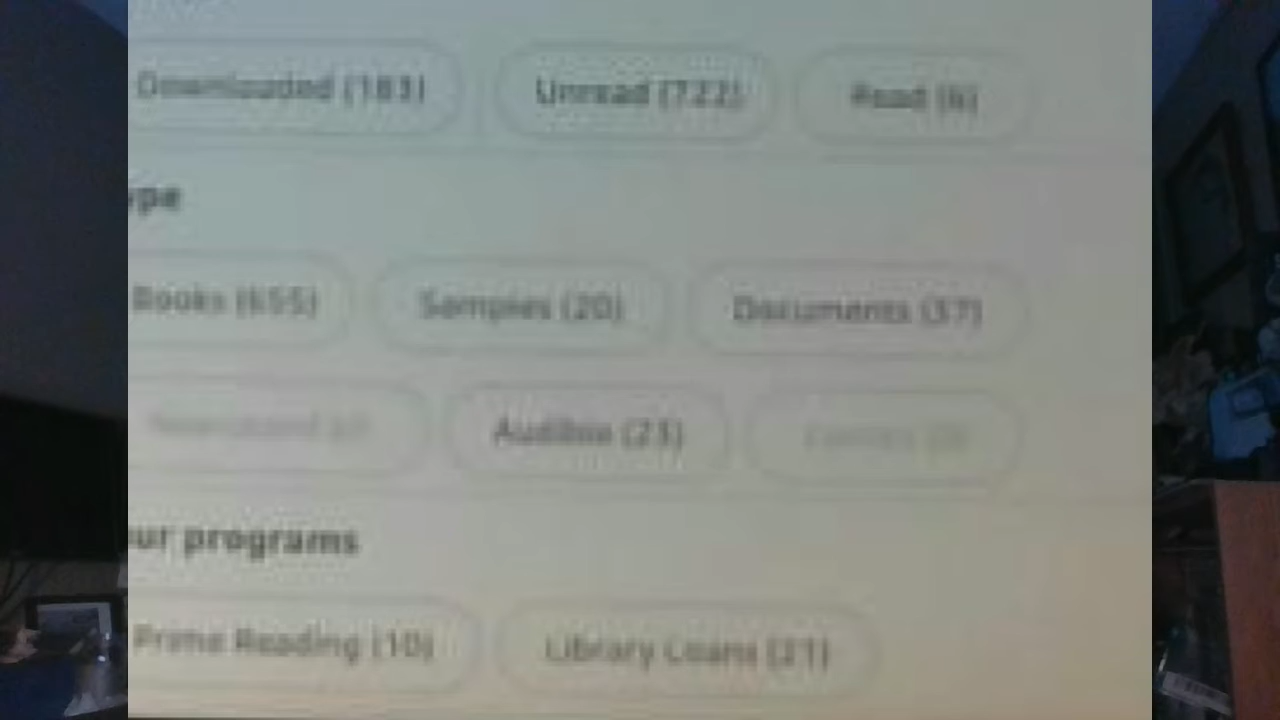 Downloaded (183) Unread (722) Read (6)
ype
Books (655) Samples (20) Documents (37)
Audible (23)
ur programs
Prime Reading (10) Library Loans (21)